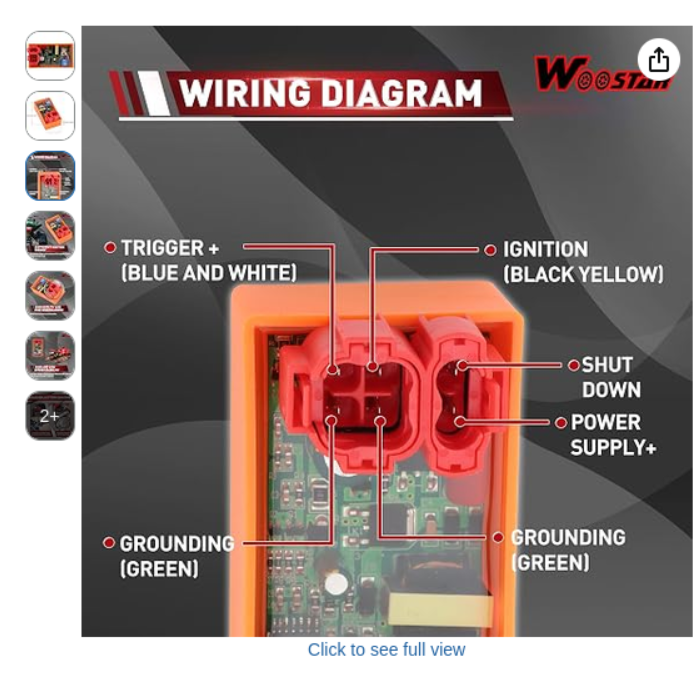 WIRING DIAGRAM
WOOSTAR
TRIGGER +
(BLUE AND WHITE)
IGNITION
(BLACK YELLOW)
SHUT
DOWN
POWER
SUPPLY+
2+
GROUNDING
(GREEN)
GROUNDING
(GREEN)
Click to see full view